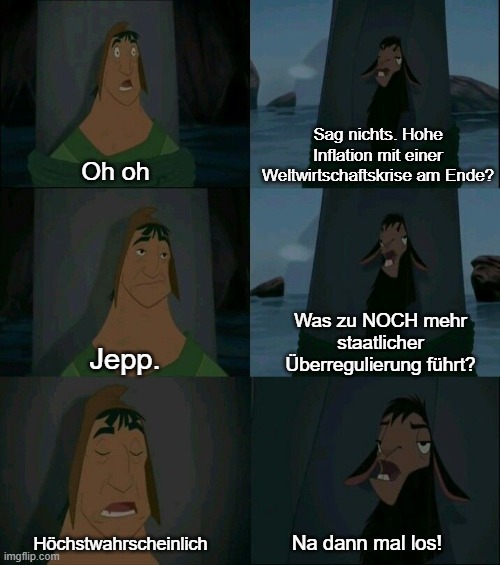 Oh oh
Sag nichts. Hohe
Inflation mit einer
Weltwirtschaftskrise am Ende?
Jepp.
Was zu NOCH mehr
staatlicher
Überregulierung führt?
Höchstwahrscheinlich
Na dann mal los!
imgflip.com